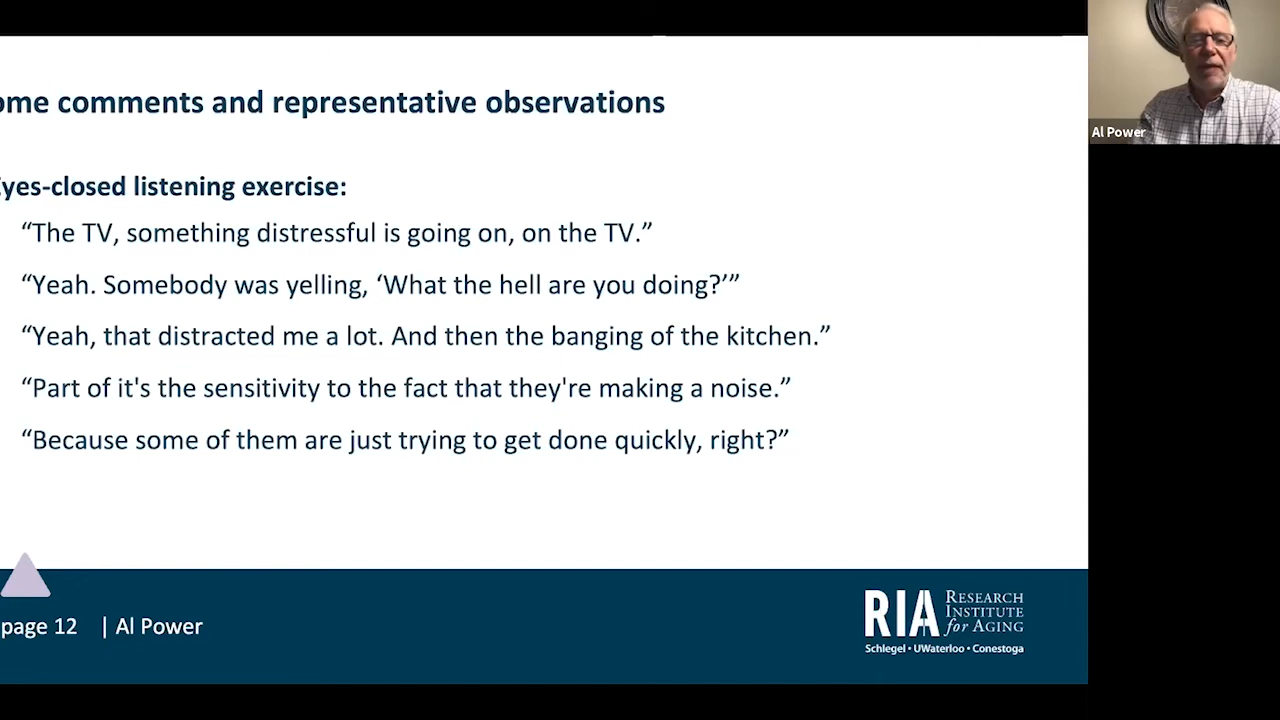 ome comments and representative observations
Eyes-closed listening exercise:
“The TV, something distressful is going on, on the TV.”
“Yeah. Somebody was yelling, ‘What the hell are you doing?’”
“Yeah, that distracted me a lot. And then the banging of the kitchen.”
“Part of it's the sensitivity to the fact that they're making a noise.”
“Because some of them are just trying to get done quickly, right?”
page 12 | Al Power
RIA RESEARCH
INSTITUTE
for AGING
Schlegel • UWaterloo • Conestoga
Al Power